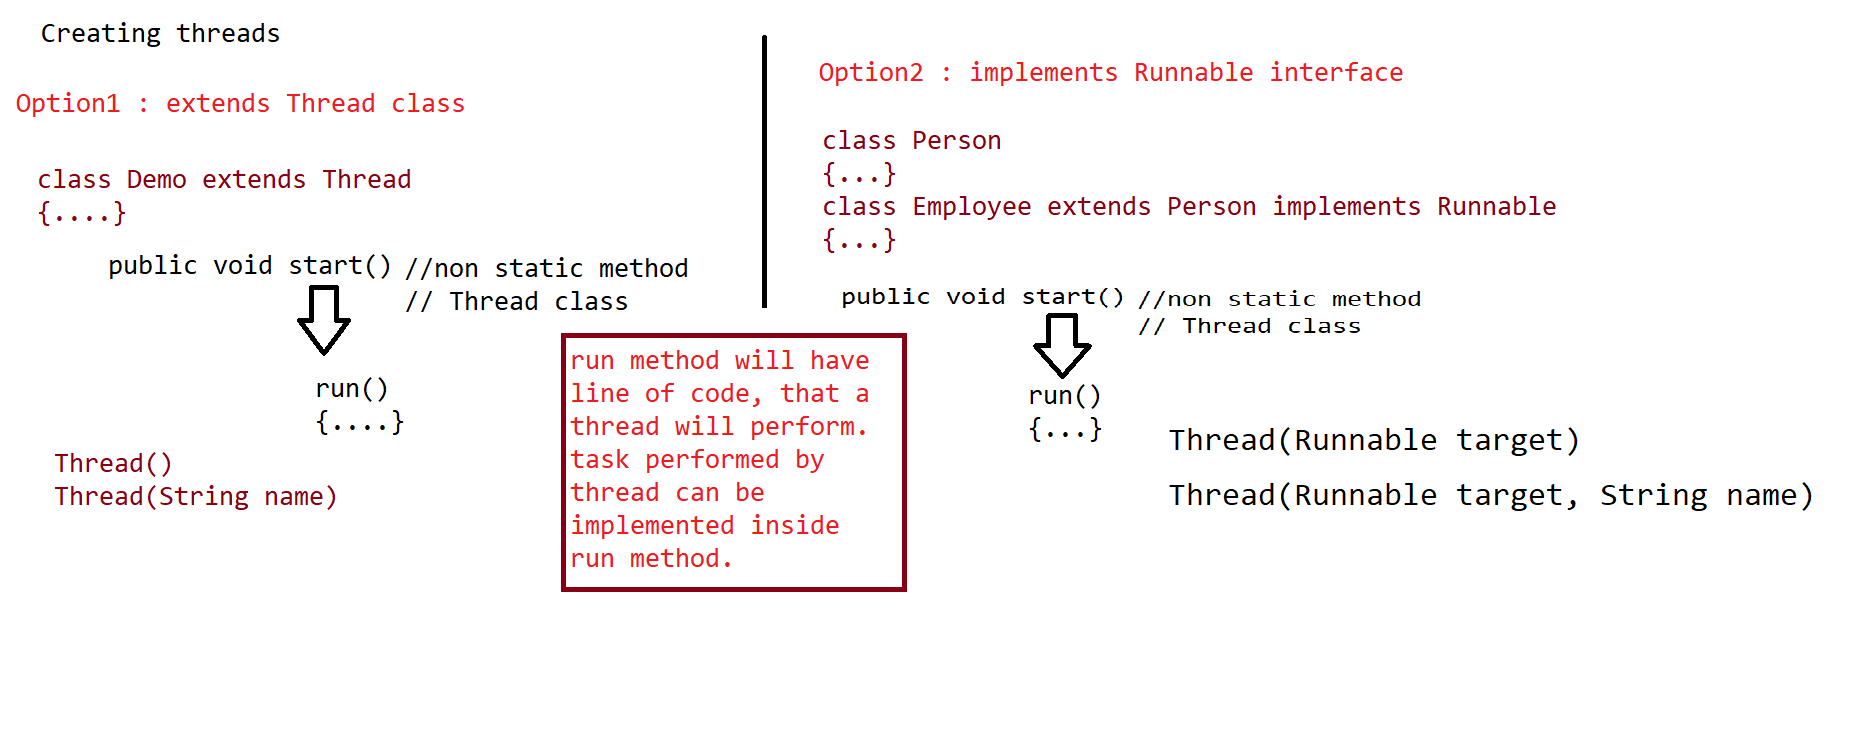 Creating threads
Option1 : extends Thread class
class Demo extends Thread
{....}
public void start() //non static method
// Thread class
run()
{....}
Thread()
Thread(String name)
run method will have
line of code, that a
thread will perform.
task performed by
thread can be
implemented inside
run method.
Option2 : implements Runnable interface
class Person
{...}
class Employee extends Person implements Runnable
{...}
public void start() //non static method
// Thread class
run()
{...}
Thread(Runnable target)
Thread(Runnable target, String name)